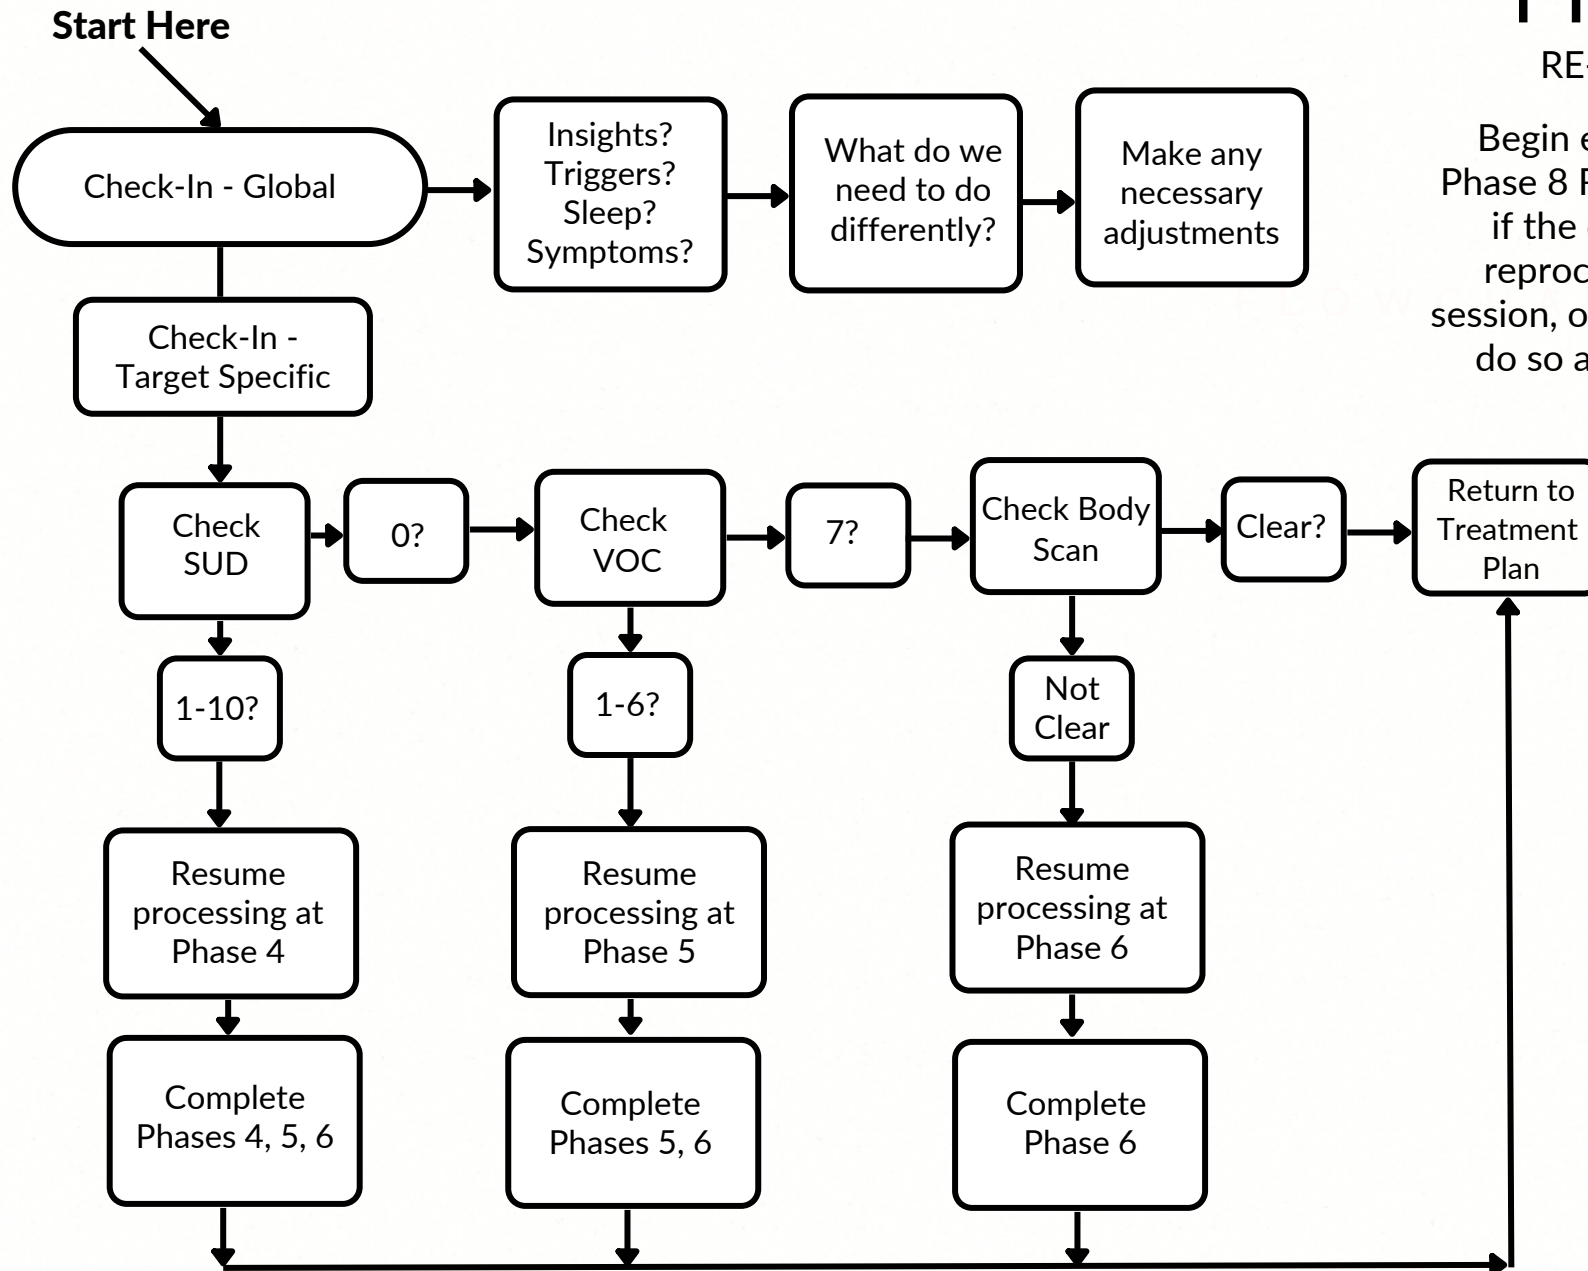 Start Here
RE-
Check-In - Global
Insights?
Triggers?
Sleep?
Symptoms?
What do we
need to do
differently?
Make any
necessary
adjustments
Begin
Phase 8
if the
session,
do so
Check-In -
Target Specific
Check
SUD
0?
Check
VOC
7?
Check Body
Scan
Clear?
Return to
Treatment
Plan
1-10?
1-6?
Not
Clear
Resume
processing at
Phase 4
Resume
processing at
Phase 5
Resume
processing at
Phase 6
Complete
Phases 4, 5, 6
Complete
Phases 5, 6
Complete
Phase 6